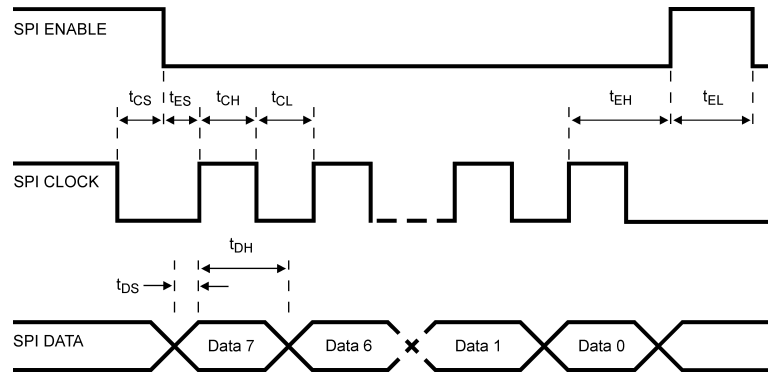 SPI ENABLE
tCS tES tCH tCL tEH tEL
SPI CLOCK
tDH
tDS
SPI DATA Data 7 Data 6 Data 1 Data 0